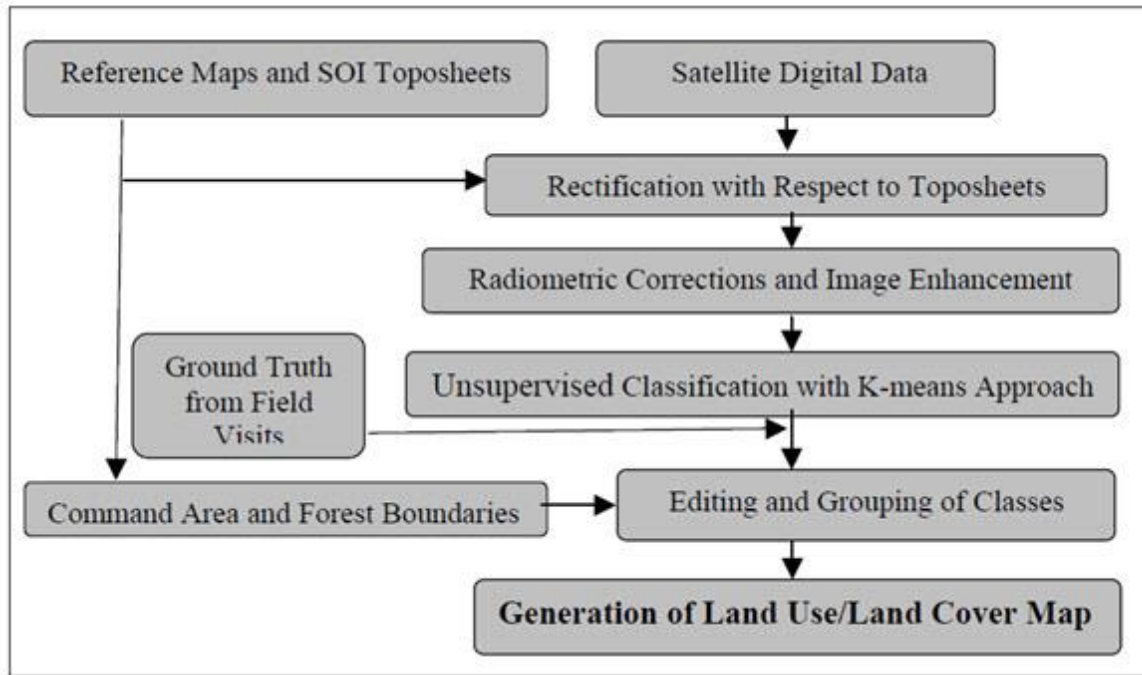 Reference Maps and SOI Toposheets
Satellite Digital Data
Rectification with Respect to Toposheets
Radiometric Corrections and Image Enhancement
Ground Truth
from Field
Visits
Unsupervised Classification with K-means Approach
Command Area and Forest Boundaries
Editing and Grouping of Classes
Generation of Land Use/Land Cover Map